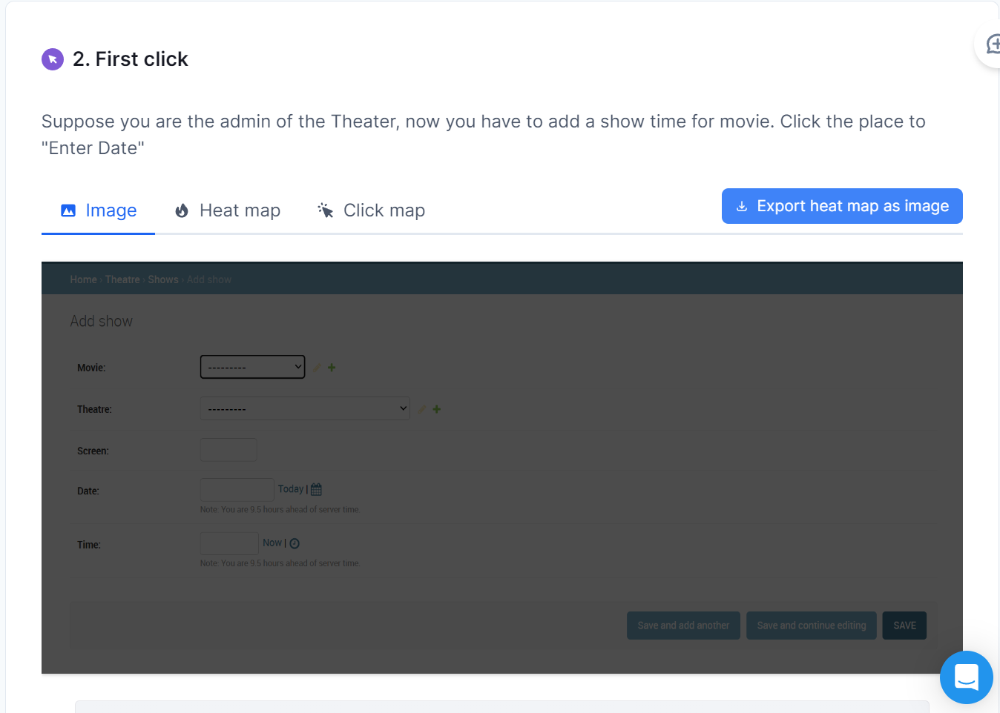 2. First click
Suppose you are the admin of the Theater, now you have to add a show time for movie. Click the place to
"Enter Date"
Image Heat map Click map Export heat map as image
Home › Theatre › Shows › Add show
Add show
Movie: ---------
Theatre: ---------
Screen:
Date: Today |
Note: You are 9.5 hours ahead of server time.
Time: Now |
Note: You are 9.5 hours ahead of server time.
Save and add another Save and continue editing SAVE